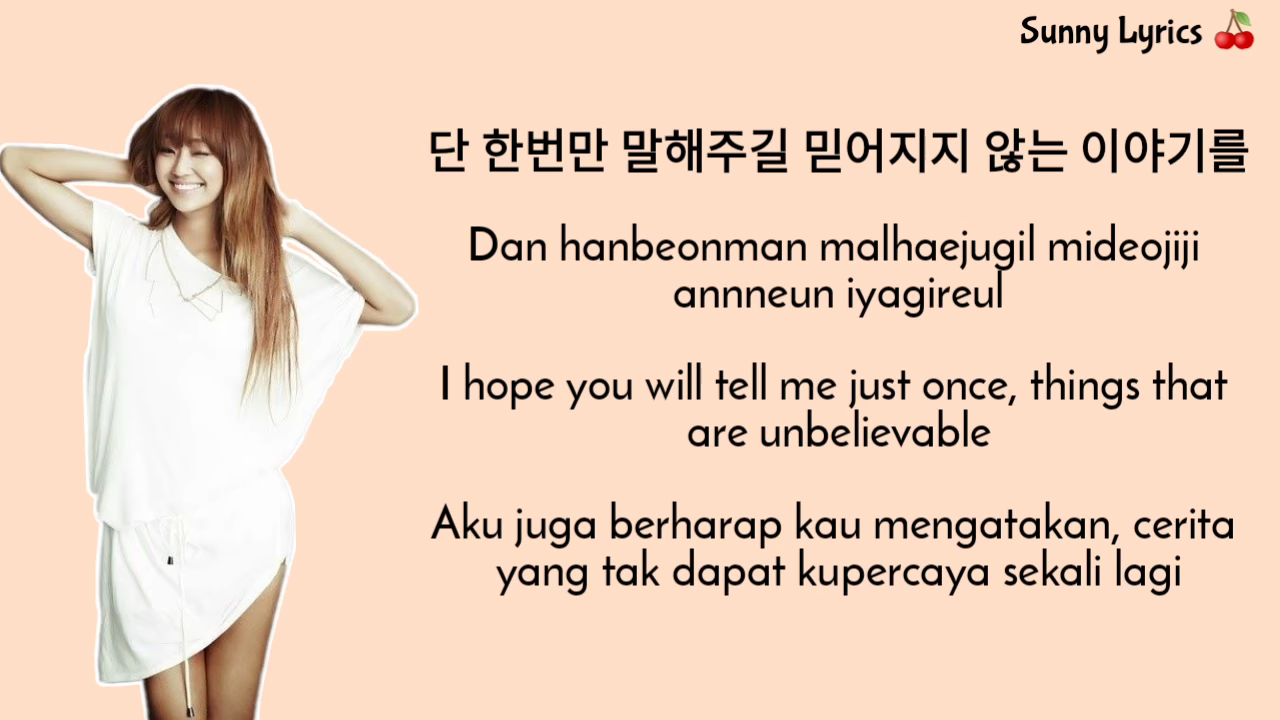 Sunny Lyrics 🍒
단 한번만 말해주길 믿어지지 않는 이야기를
Dan hanbeonman malhaejugil mideojiji
annneun iyagireul
I hope you will tell me just once, things that
are unbelievable
Aku juga berharap kau mengatakan, cerita
yang tak dapat kupercaya sekali lagi